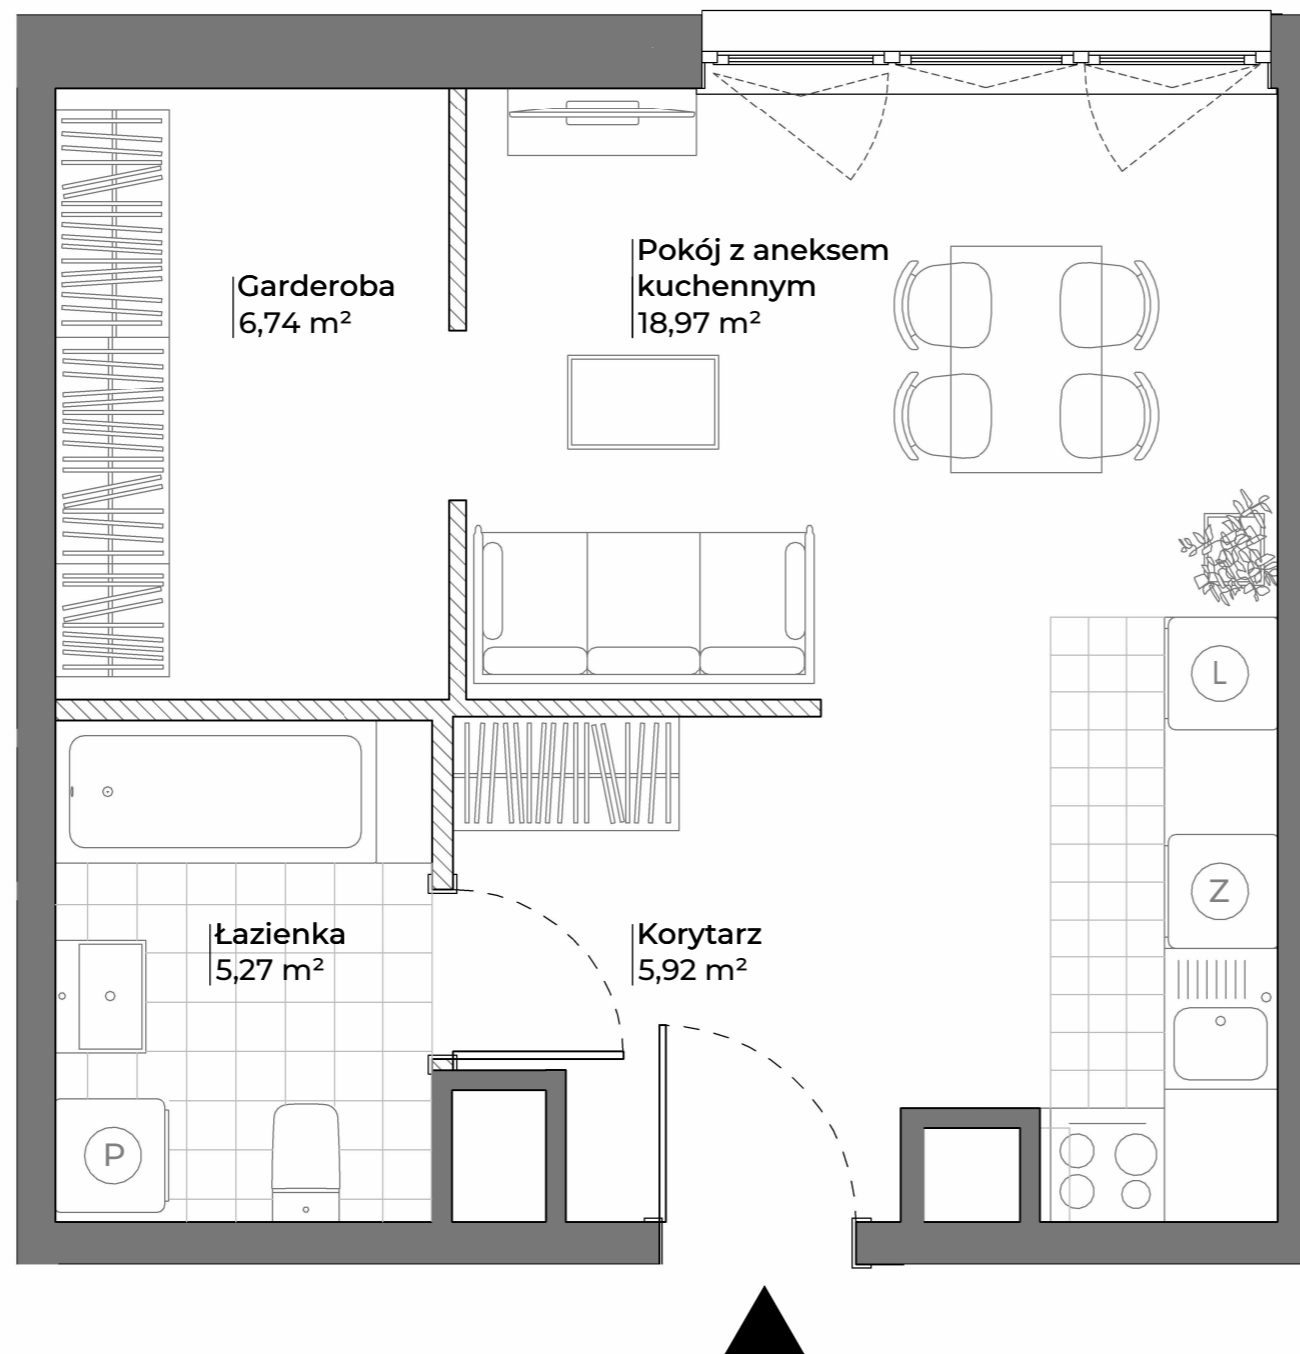 Pokój z aneksem
kuchennym
18,97 m²
Garderoba
6,74 m²
L
Z
Łazienka
5,27 m²
Korytarz
5,92 m²
P